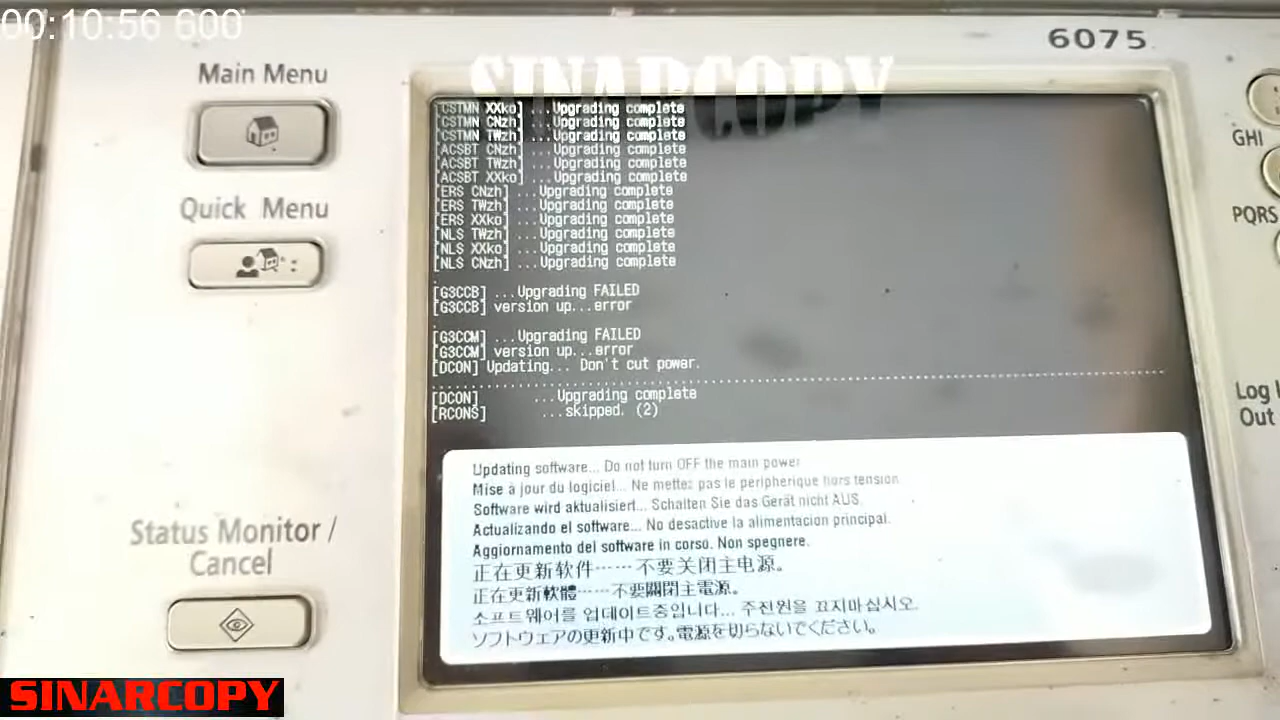 00:10:56 600
6075
SINARCOPY
Main Menu
Quick Menu
Status Monitor /
Cancel
[CSTMN XXko] ...Upgrading complete
[CSTMN CNzh] ...Upgrading complete
[CSTMN TWzh] ...Upgrading complete
[ACSBT CNzh] ...Upgrading complete
[ACSBT TWzh] ...Upgrading complete
[ACSBT XXko] ...Upgrading complete
[ERS CNzh] ...Upgrading complete
[ERS TWzh] ...Upgrading complete
[ERS XXko] ...Upgrading complete
[NLS TWzh] ...Upgrading complete
[NLS XXko] ...Upgrading complete
[NLS CNzh] ...Upgrading complete
.
[G3CCB] ...Upgrading FAILED
[G3CCB] version up...error
.
[G3CCM] ...Upgrading FAILED
[G3CCM] version up...error
[DCON] Updating... Don't cut power.
[DCON] ...Upgrading complete
[RCONS] ...skipped. (2)
Updating software... Do not turn OFF the main power
Mise à jour du logiciel... Ne mettez pas le peripherique hors tension
Software wird aktualisiert... Schalten Sie das Gerät nicht AUS.
Actualizando el software... No desactive la alimentacion principal.
Aggiornamento del software in corso. Non spegnere.
正在更新软件……不要关闭主电源。
正在更新軟體……不要關閉主電源。
소프트웨어를 업데이트중입니다... 주전원을 끄지마십시오.
ソフトウェアの更新中です。電源を切らないでください。
GHI
PQRS
Log I
Out
SINARCOPY